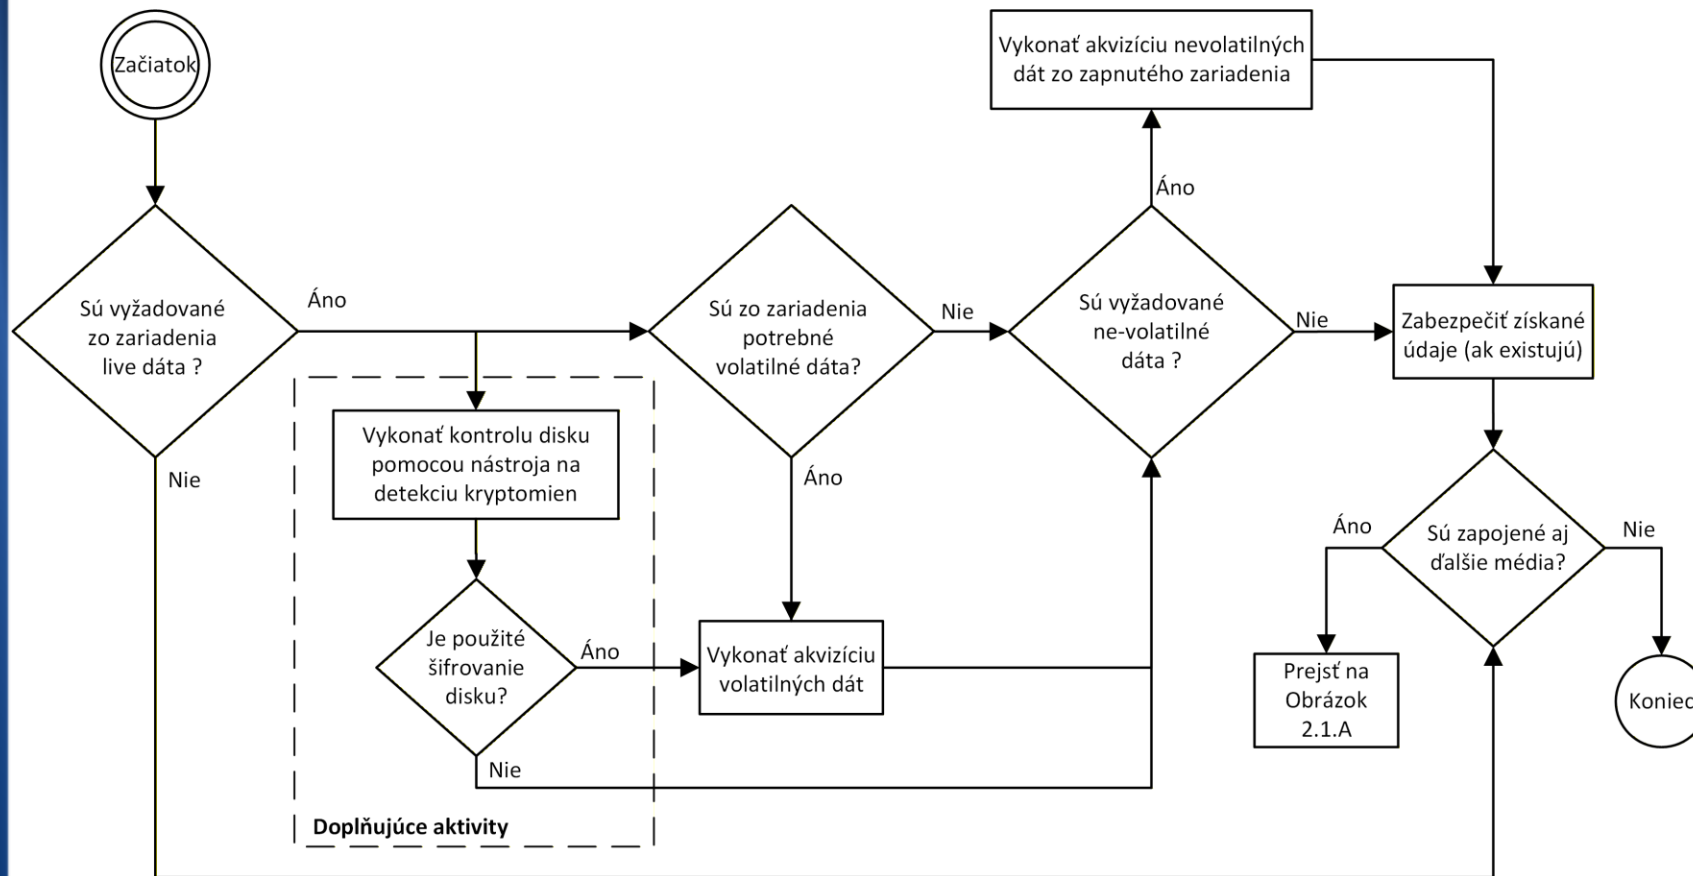 Začiatok
Vykonať akvizíciu nevolatilných
dát zo zapnutého zariadenia
Áno
Sú vyžadované
zo zariadenia
live dáta ?
Áno
Nie
Sú zo zariadenia
potrebné
volatilné dáta?
Nie
Áno
Sú vyžadované
ne-volatilné
dáta ?
Nie
Zabezpečiť získané
údaje (ak existujú)
Vykonať kontrolu disku
pomocou nástroja na
detekciu kryptomien
Je použité
šifrovanie
disku?
Áno
Nie
Vykonať akvizíciu
volatilných dát
Sú zapojené aj
ďalšie média?
Áno
Nie
Prejsť na
Obrázok
2.1.A
Koniec
Doplňujúce aktivity